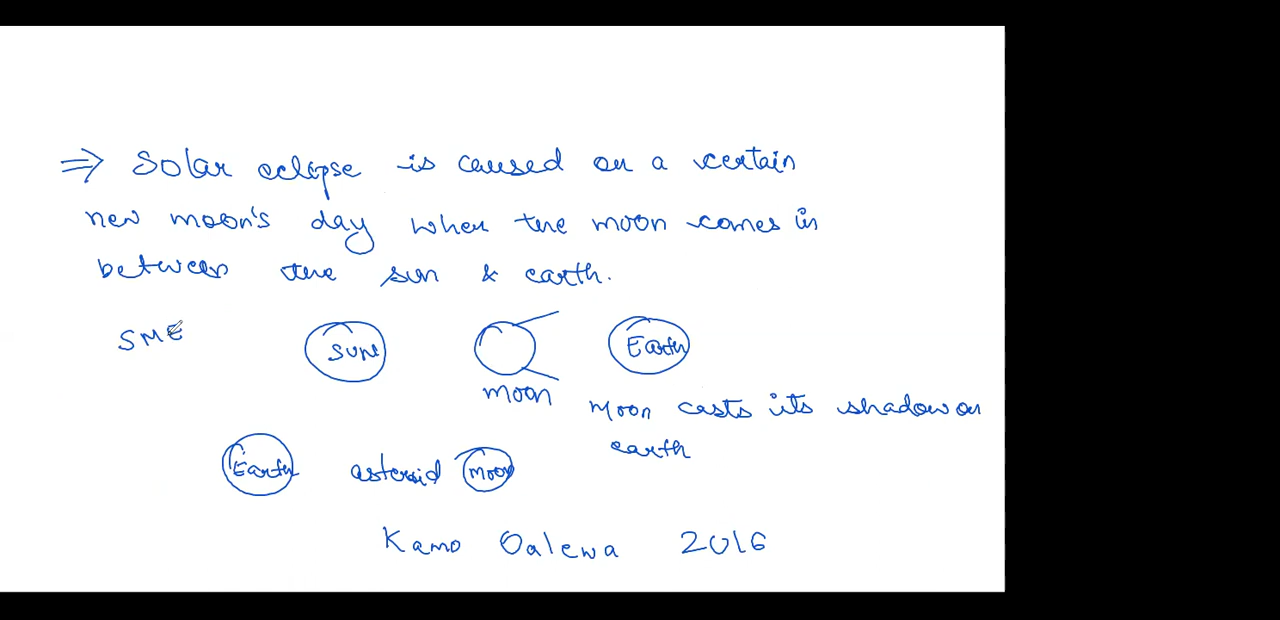 ⇒ Solar eclipse is caused on a certain
new moon's day when the moon comes in
between the sun & earth.
SME
Sun
Earth
moon
Moon casts its shadow on
earth
Earth asteroid Moon
Kamo Oalewa 2016